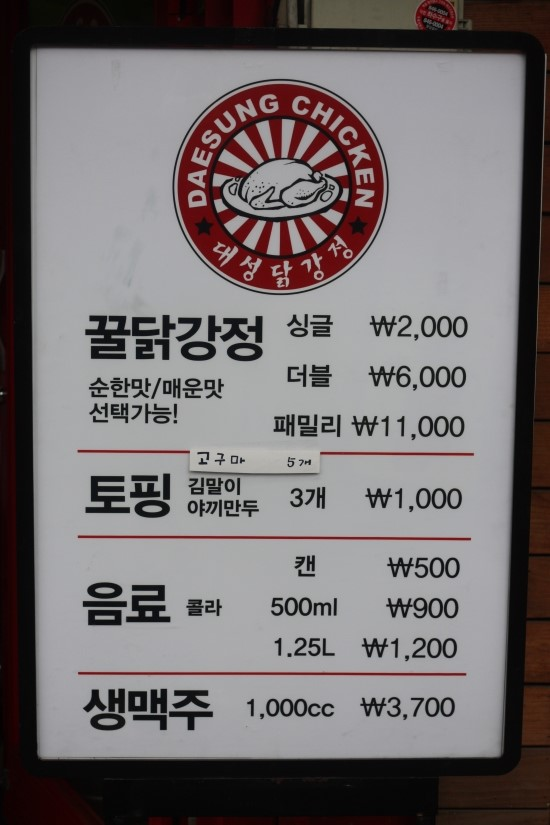 DAESUNG CHICKEN
대성닭강정
꿀닭강정
순한맛/매운맛
선택가능!
싱글 ₩2,000
더블 ₩6,000
패밀리 ₩11,000
고구마 5개
토핑
김말이
야끼만두
3개 ₩1,000
음료 콜라
캔 ₩500
500ml ₩900
1.25L ₩1,200
생맥주 1,000cc ₩3,700